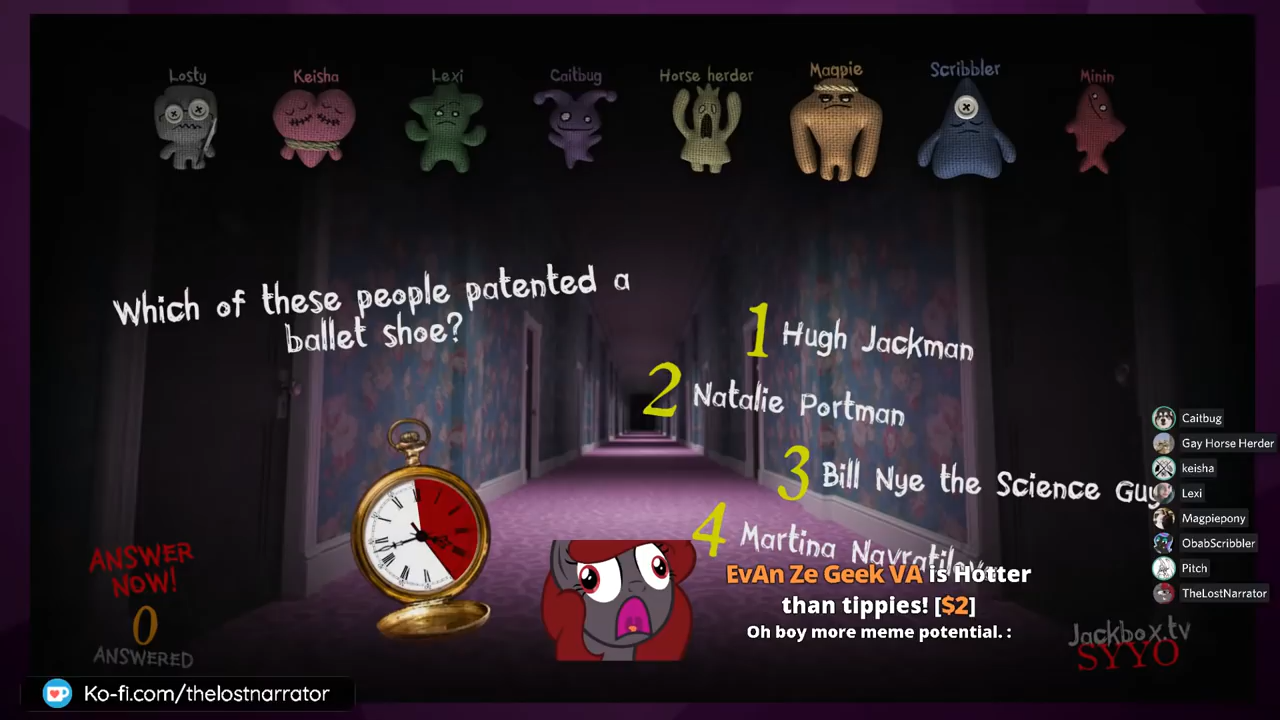 Losty
Keisha
Lexi
Caitbug
Horse herder
Magpie
Scribbler
Minin
Which of these people patented a
ballet shoe?
1 Hugh Jackman
2 Natalie Portman
3 Bill Nye the Science Guy
4 Martina Navratilov
ANSWER
NOW!
0
ANSWERED
EvAn Ze Geek VA is Hotter
than tippies! [$2]
Oh boy more meme potential. :
Caitbug
Gay Horse Herder
keisha
Lexi
Magpiepony
ObabScribbler
Pitch
TheLostNarrator
Jackbox.tv
SYYO
Ko-fi.com/thelostnarrator